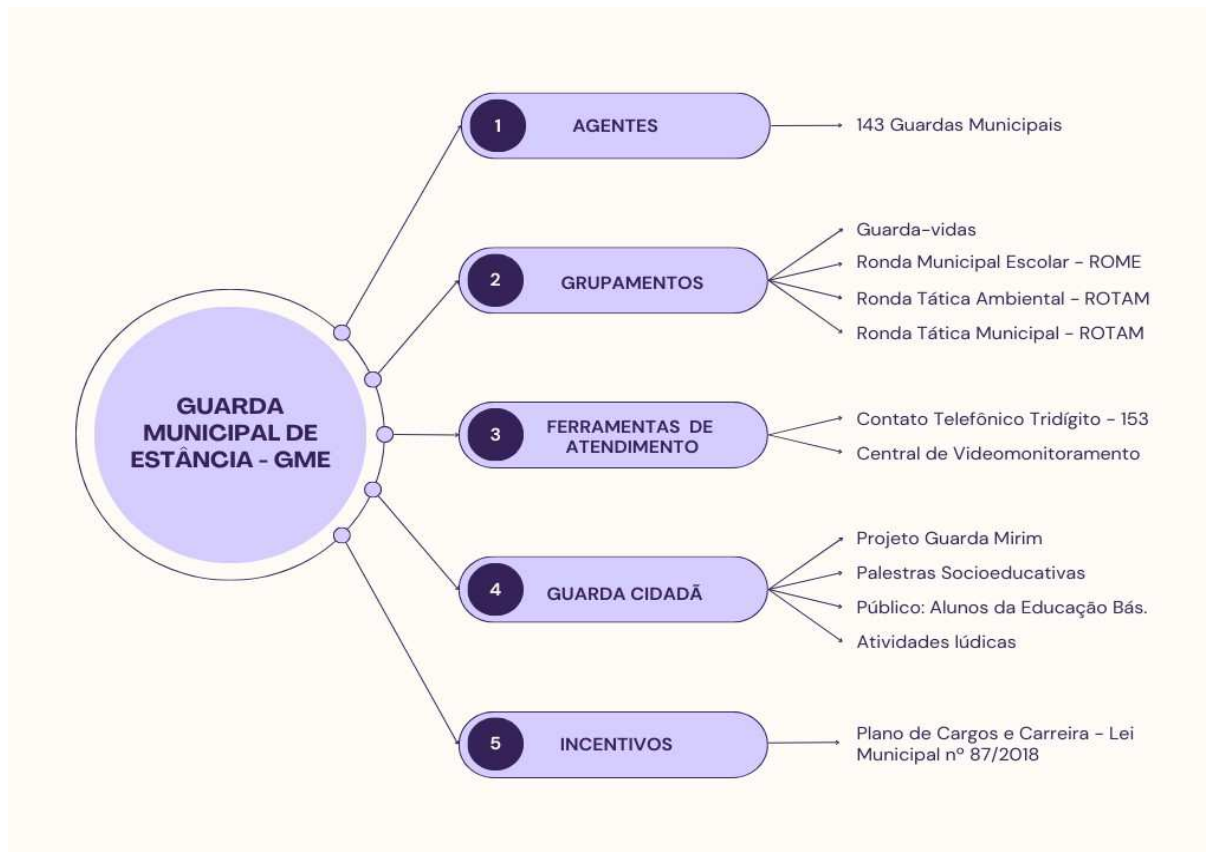 GUARDA
MUNICIPAL DE
ESTÂNCIA - GME
1
AGENTES
143 Guardas Municipais
2
GRUPAMENTOS
Guarda-vidas
Ronda Municipal Escolar - ROME
Ronda Tática Ambiental - ROTAM
Ronda Tática Municipal - ROTAM
3
FERRAMENTAS DE
ATENDIMENTO
Contato Telefônico Tridígito - 153
Central de Videomonitoramento
4
GUARDA CIDADÃ
Projeto Guarda Mirim
Palestras Socioeducativas
Público: Alunos da Educação Bás.
Atividades lúdicas
5
INCENTIVOS
Plano de Cargos e Carreira - Lei
Municipal nº 87/2018